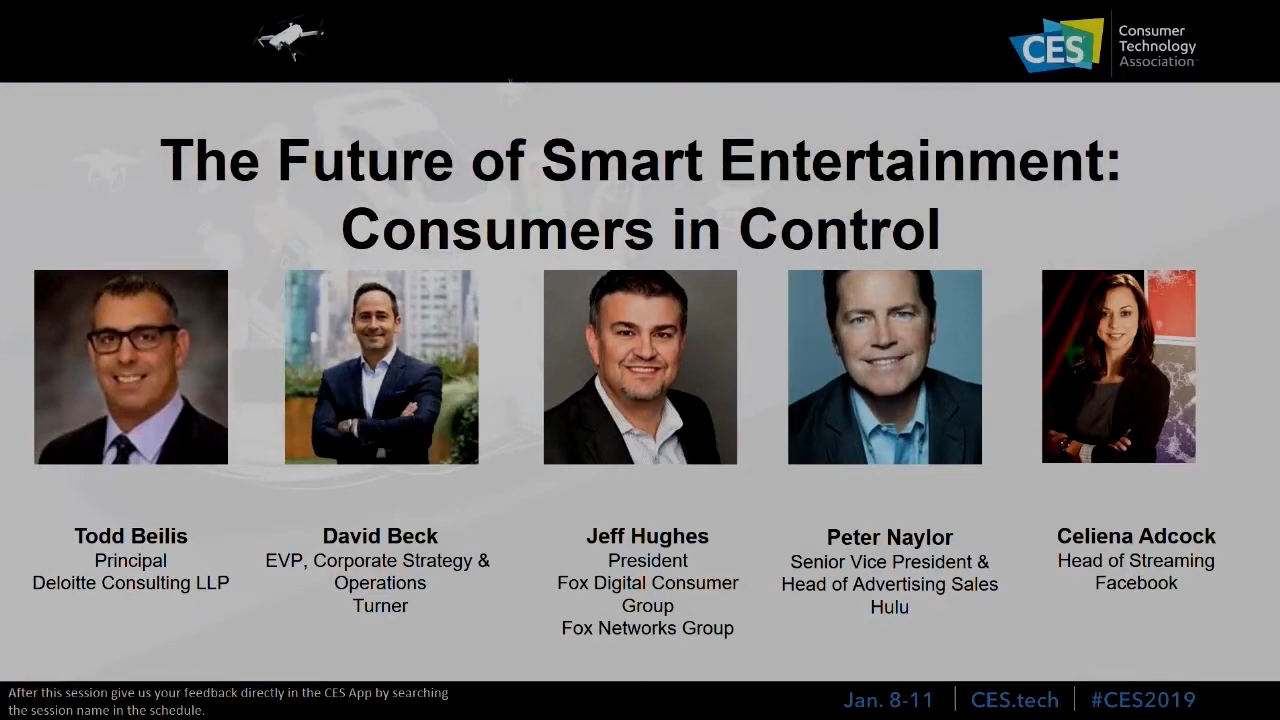 CES
Consumer
Technology
Association
The Future of Smart Entertainment:
Consumers in Control
Todd Beilis
Principal
Deloitte Consulting LLP
David Beck
EVP, Corporate Strategy &
Operations
Turner
Jeff Hughes
President
Fox Digital Consumer
Group
Fox Networks Group
Peter Naylor
Senior Vice President &
Head of Advertising Sales
Hulu
Celiena Adcock
Head of Streaming
Facebook
After this session give us your feedback directly in the CES App by searching
the session name in the schedule.
Jan. 8-11 | CES.tech | #CES2019